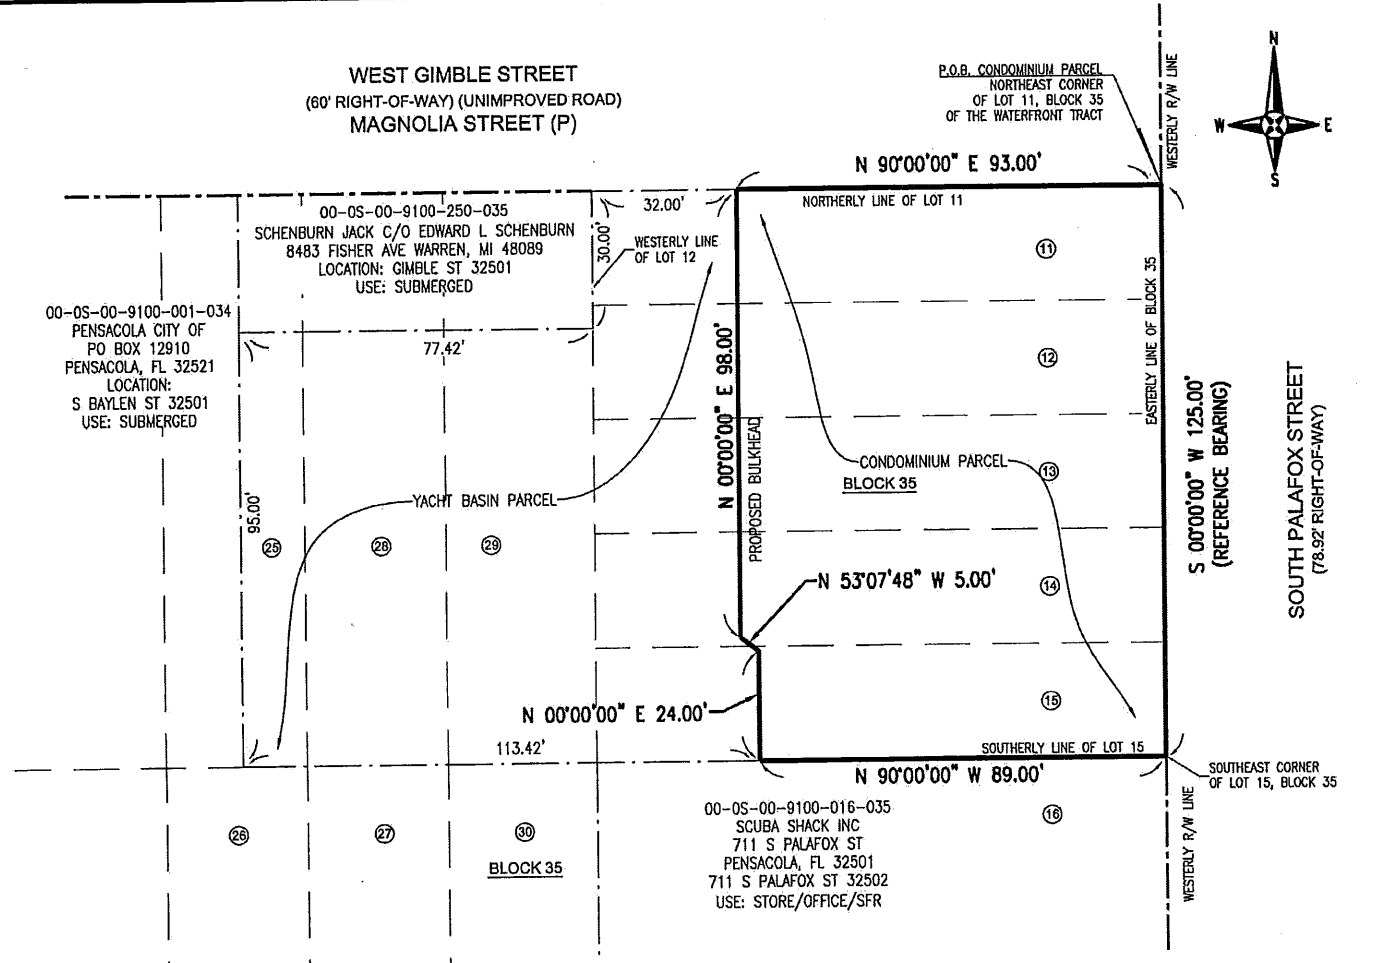 WEST GIMBLE STREET
(60' RIGHT-OF-WAY) (UNIMPROVED ROAD)
MAGNOLIA STREET (P)
P.O.B. CONDOMINIUM PARCEL
NORTHEAST CORNER
OF LOT 11, BLOCK 35
OF THE WATERFRONT TRACT
WESTERLY R/W LINE
N
W
E
S
N 90°00'00" E 93.00'
NORTHERLY LINE OF LOT 11
32.00'
30.00'
WESTERLY LINE
OF LOT 12
00-0S-00-9100-250-035
SCHENBURN JACK C/O EDWARD L SCHENBURN
8483 FISHER AVE WARREN, MI 48089
LOCATION: GIMBLE ST 32501
USE: SUBMERGED
00-0S-00-9100-001-034
PENSACOLA CITY OF
PO BOX 12910
PENSACOLA, FL 32521
LOCATION:
S BAYLEN ST 32501
USE: SUBMERGED
77.42'
95.00'
N 00°00'00" E 98.00'
PROPOSED BULKHEAD
EASTERLY LINE OF BLOCK 35
11
12
13
14
15
16
CONDOMINIUM PARCEL
BLOCK 35
YACHT BASIN PARCEL
25
28
29
S 00°00'00" W 125.00'
(REFERENCE BEARING)
SOUTH PALAFOX STREET
(78.92' RIGHT-OF-WAY)
N 53°07'48" W 5.00'
N 00°00'00" E 24.00'
113.42'
SOUTHERLY LINE OF LOT 15
N 90°00'00" W 89.00'
SOUTHEAST CORNER
OF LOT 15, BLOCK 35
WESTERLY R/W LINE
26
27
30
BLOCK 35
00-0S-00-9100-016-035
SCUBA SHACK INC
711 S PALAFOX ST
PENSACOLA, FL 32501
711 S PALAFOX ST 32502
USE: STORE/OFFICE/SFR